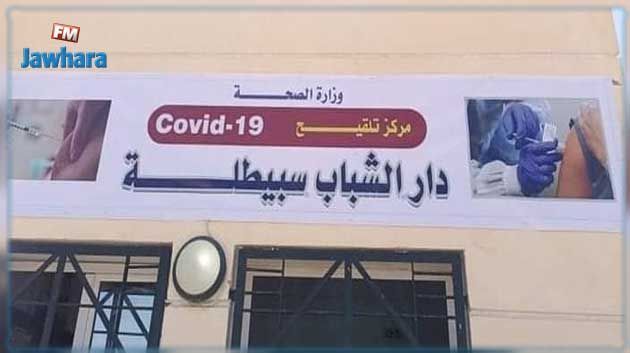 FM
Jawhara
وزارة الصحة
مركز تلقيح Covid-19
دار الشباب سبيطلة